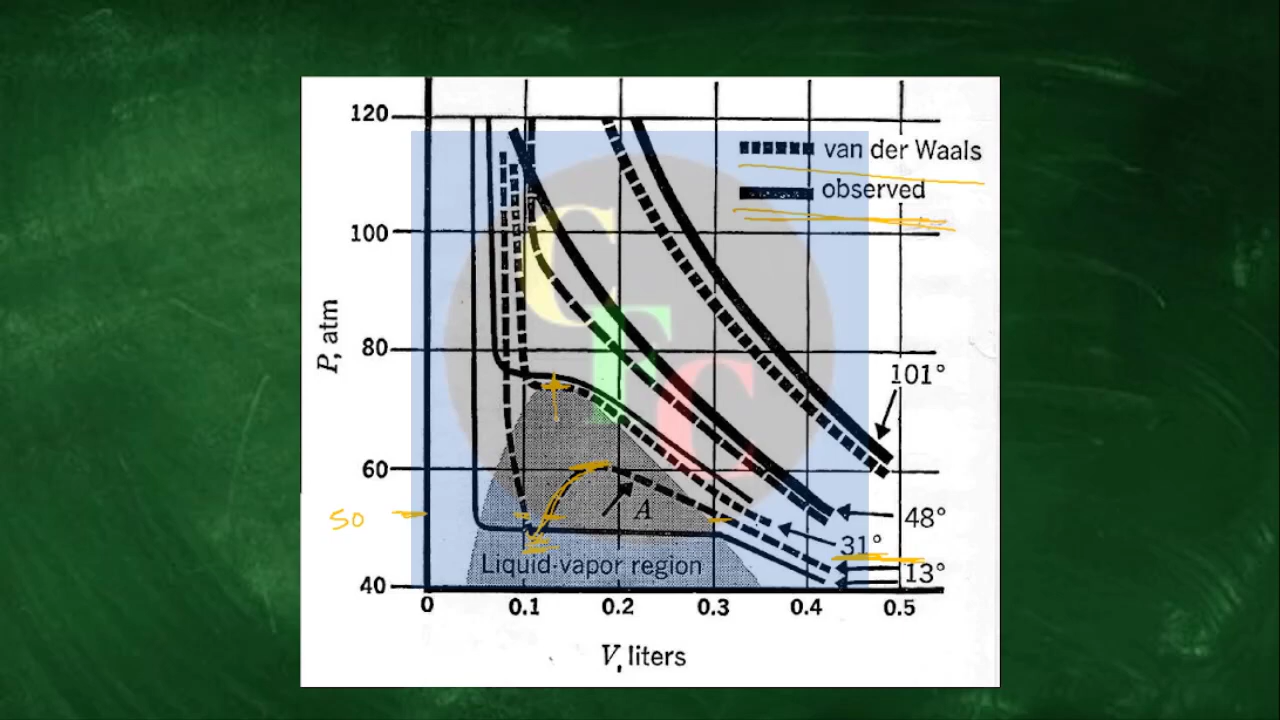 120
van der Waals
observed
100
P, atm
80
101°
60
A
50
48°
31°
13°
Liquid-vapor region
40
0 0.1 0.2 0.3 0.4 0.5
V, liters
C
F
C